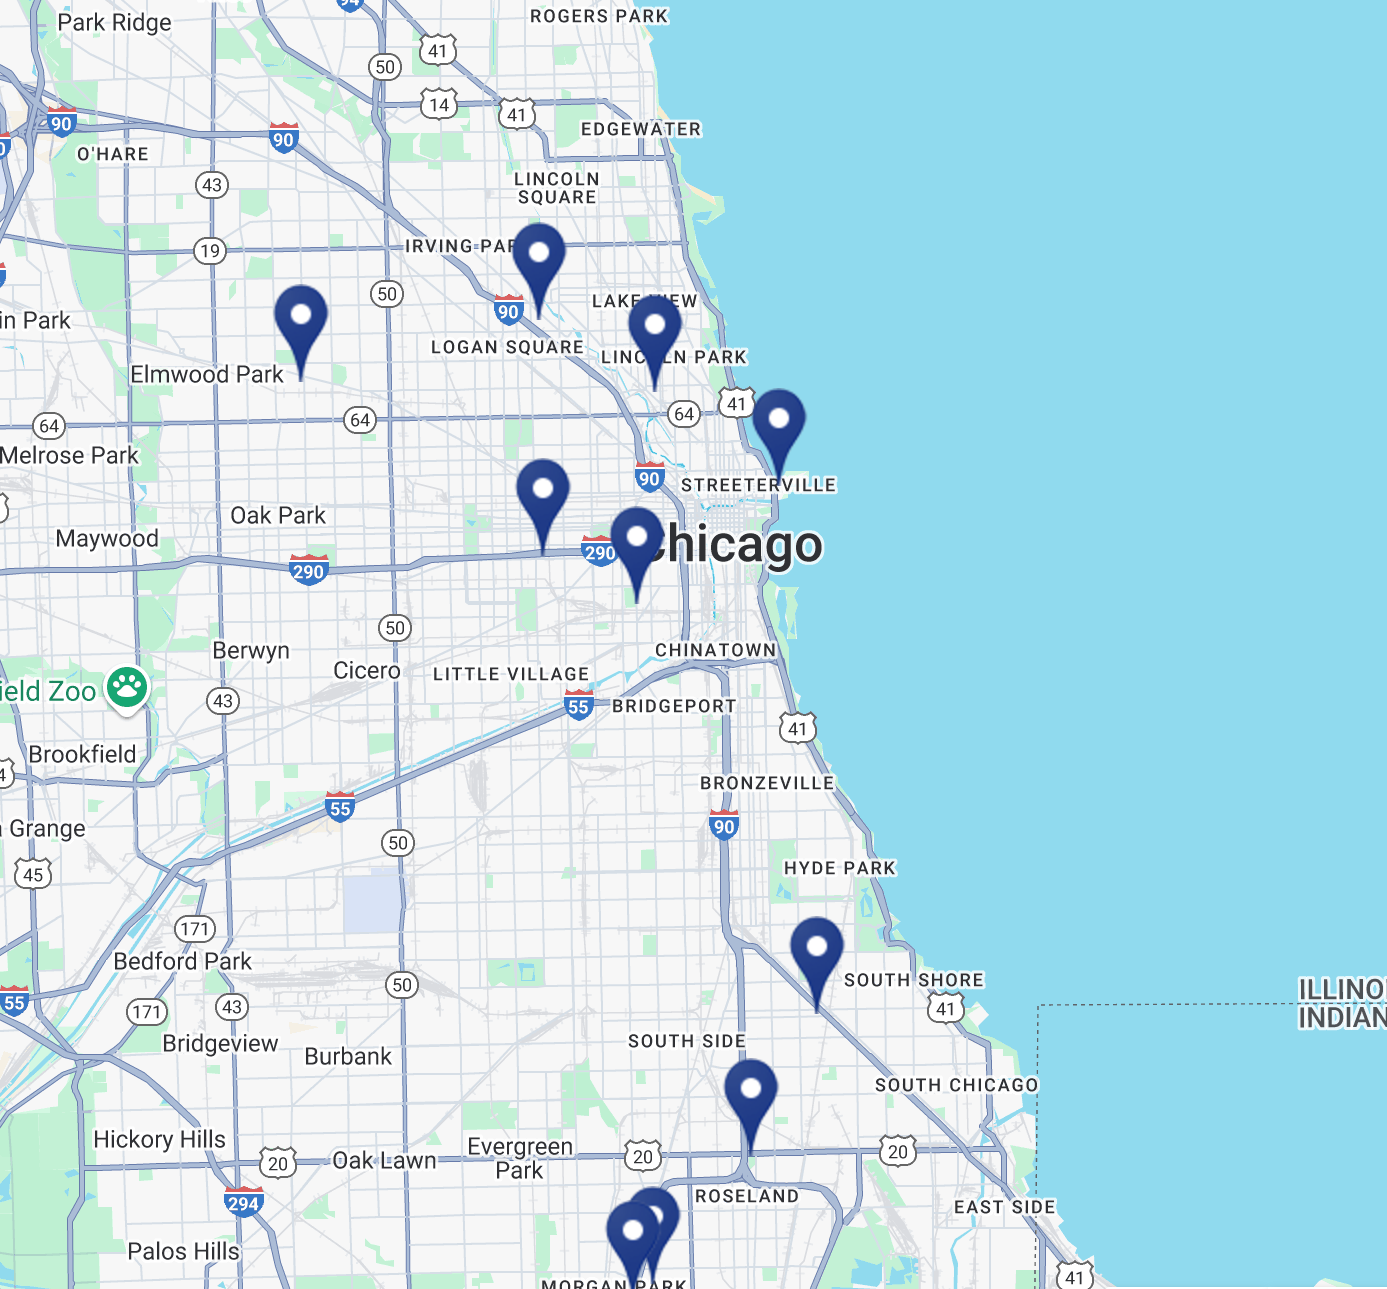 ROGERS PARK
Park Ridge
94
41
50
14
41
90
90
EDGEWATER
O'HARE
43
LINCOLN
SQUARE
19
IRVING PAR
50
LAKE VIEW
90
in Park
LOGAN SQUARE
LINCOLN PARK
Elmwood Park
41
64
64
64
Melrose Park
90
STREETERVILLE
Oak Park
Maywood
290
Chicago
290
50
Berwyn
CHINATOWN
Cicero
LITTLE VILLAGE
ield Zoo
43
55
BRIDGEPORT
41
Brookfield
4
BRONZEVILLE
55
90
a Grange
50
45
HYDE PARK
171
Bedford Park
SOUTH SHORE
50
ILLINO
INDIAN
55
171
43
41
Bridgeview
SOUTH SIDE
Burbank
SOUTH CHICAGO
Hickory Hills
Evergreen
Park
20
Oak Lawn
20
20
294
ROSELAND
EAST SIDE
Palos Hills
MORGAN PARK
41